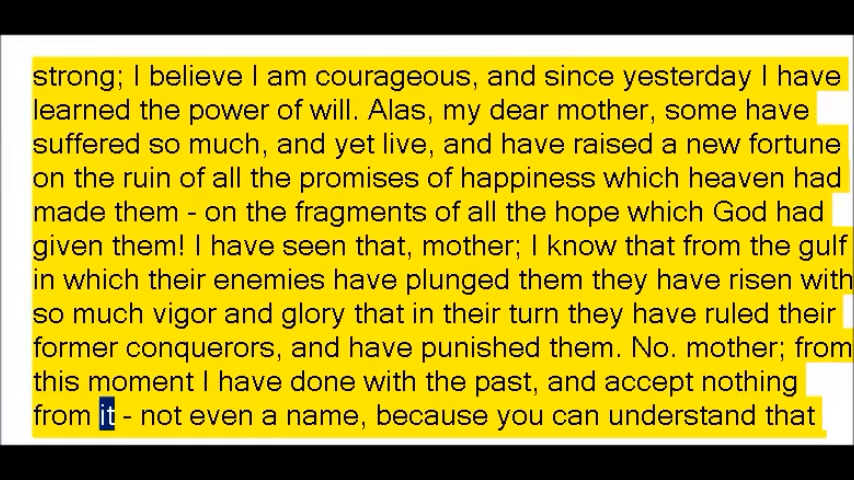 strong; I believe I am courageous, and since yesterday I have
learned the power of will. Alas, my dear mother, some have
suffered so much, and yet live, and have raised a new fortune
on the ruin of all the promises of happiness which heaven had
made them - on the fragments of all the hope which God had
given them! I have seen that, mother; I know that from the gulf
in which their enemies have plunged them they have risen with
so much vigor and glory that in their turn they have ruled their
former conquerors, and have punished them. No. mother; from
this moment I have done with the past, and accept nothing
from it - not even a name, because you can understand that